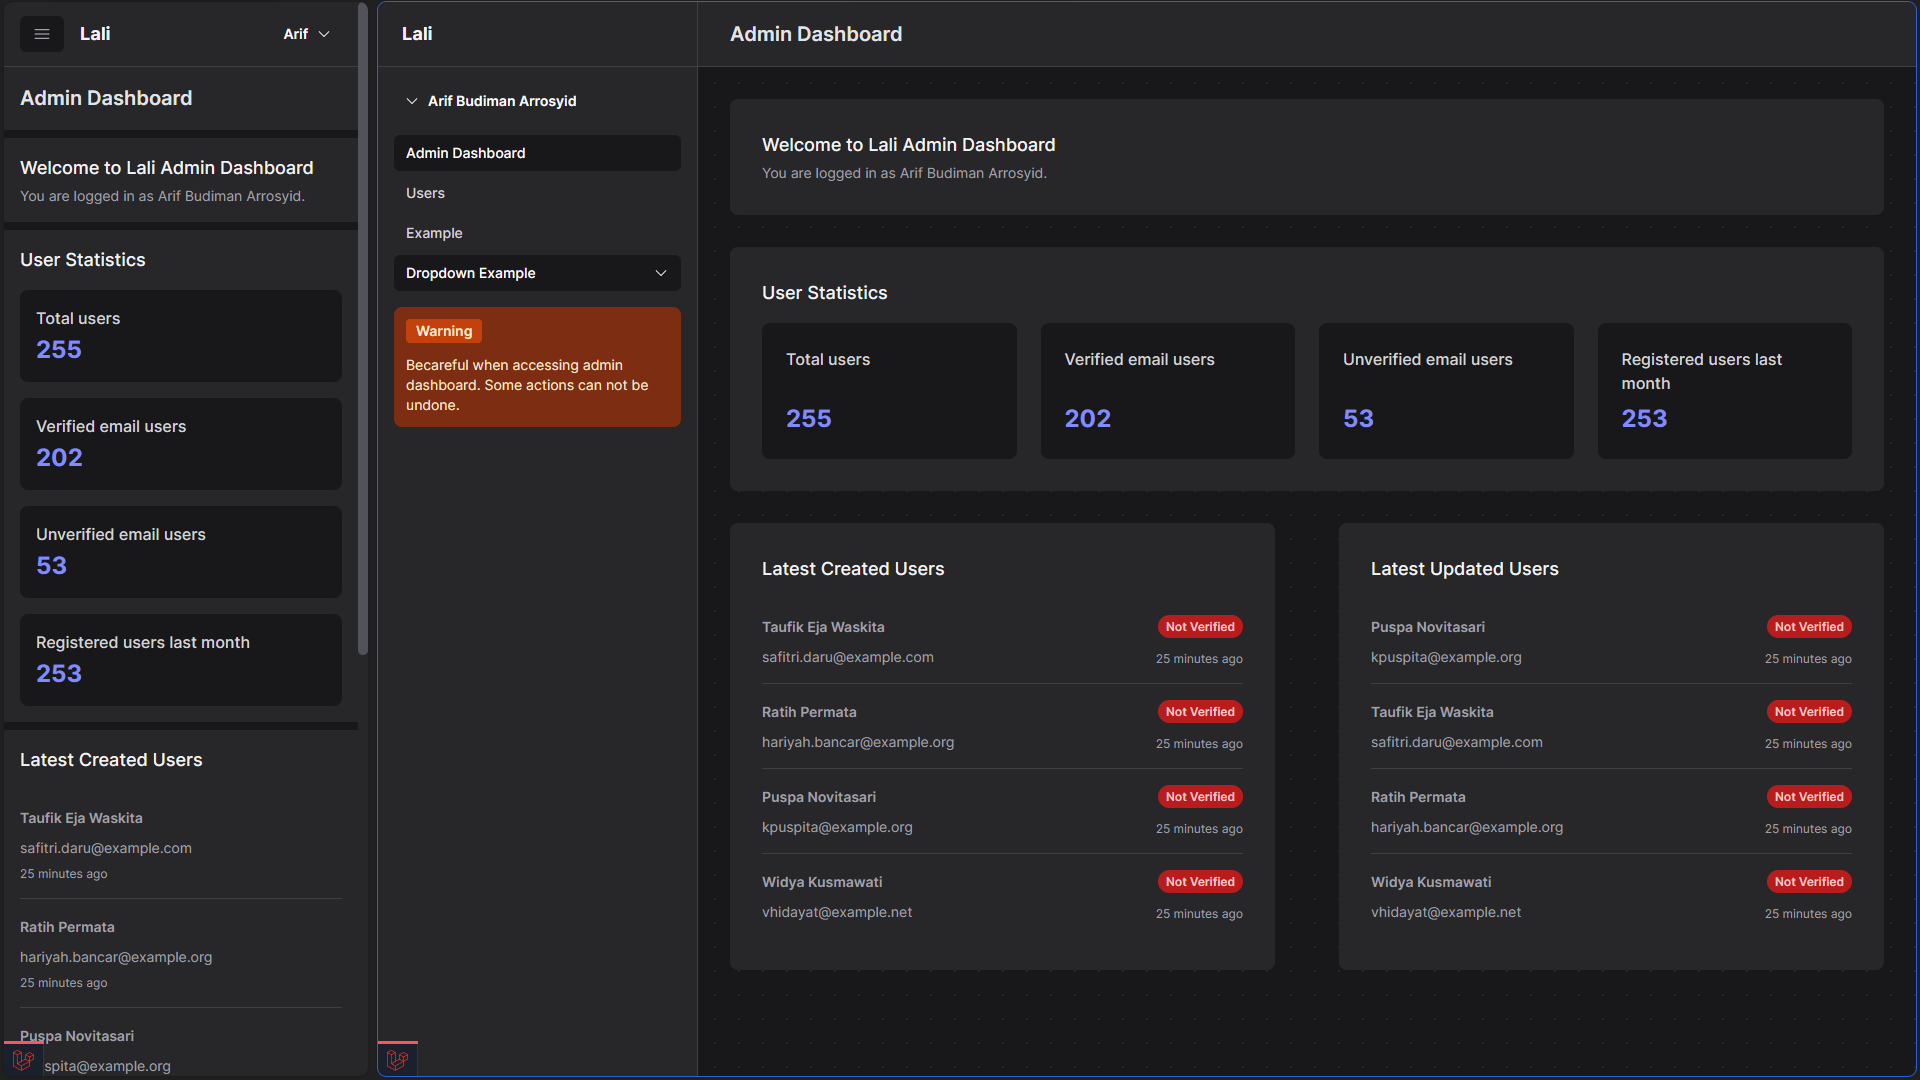 Lali
Arif
Admin Dashboard
Welcome to Lali Admin Dashboard
You are logged in as Arif Budiman Arrosyid.
User Statistics
Total users
255
Verified email users
202
Unverified email users
53
Registered users last month
253
Latest Created Users
Taufik Eja Waskita
safitri.daru@example.com
25 minutes ago
Ratih Permata
hariyah.bancar@example.org
25 minutes ago
Puspa Novitasari
spita@example.org
Lali
Arif Budiman Arrosyid
Admin Dashboard
Users
Example
Dropdown Example
Warning
Becareful when accessing admin
dashboard. Some actions can not be
undone.
Admin Dashboard
Welcome to Lali Admin Dashboard
You are logged in as Arif Budiman Arrosyid.
User Statistics
Total users
255
Verified email users
202
Unverified email users
53
Registered users last
month
253
Latest Created Users
Taufik Eja Waskita Not Verified
safitri.daru@example.com 25 minutes ago
Ratih Permata Not Verified
hariyah.bancar@example.org 25 minutes ago
Puspa Novitasari Not Verified
kpuspita@example.org 25 minutes ago
Widya Kusmawati Not Verified
vhidayat@example.net 25 minutes ago
Latest Updated Users
Puspa Novitasari Not Verified
kpuspita@example.org 25 minutes ago
Taufik Eja Waskita Not Verified
safitri.daru@example.com 25 minutes ago
Ratih Permata Not Verified
hariyah.bancar@example.org 25 minutes ago
Widya Kusmawati Not Verified
vhidayat@example.net 25 minutes ago